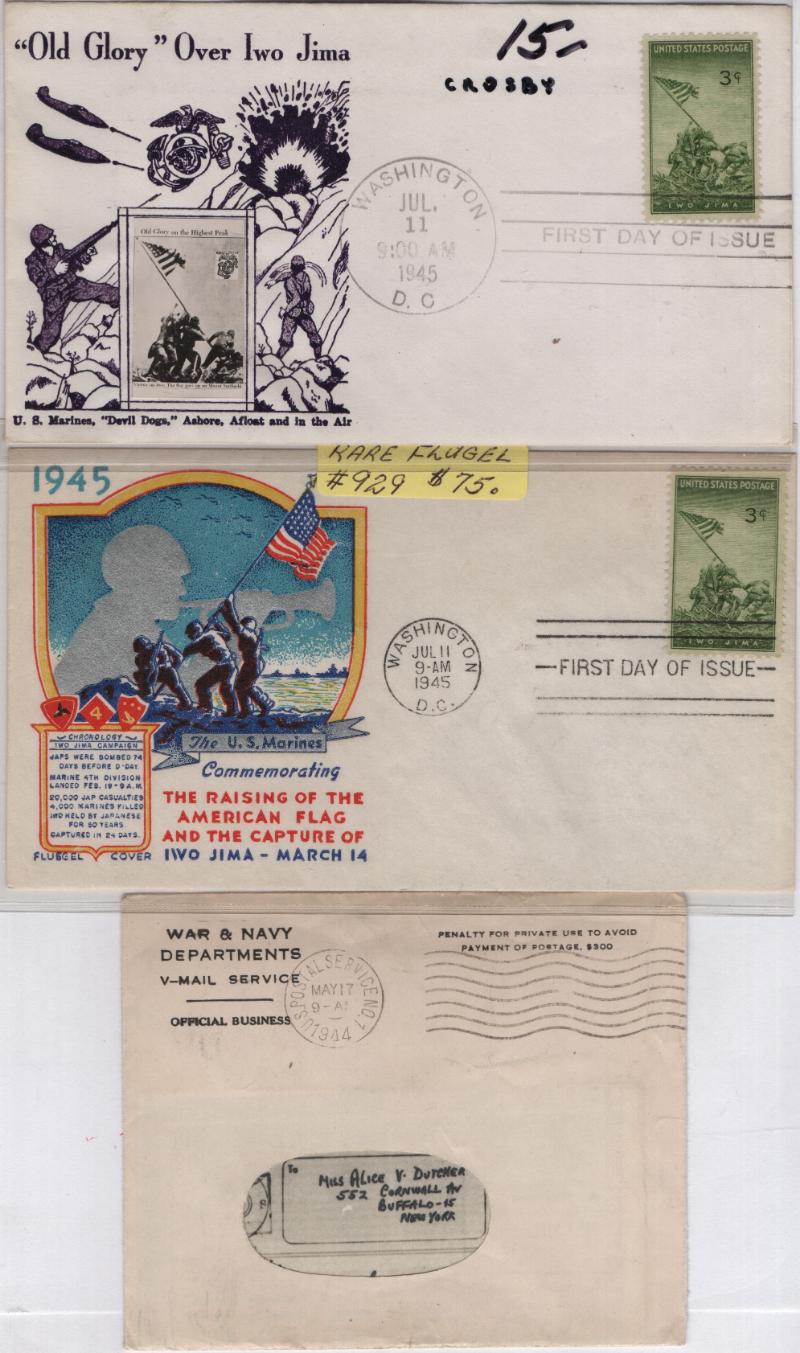 "Old Glory" Over Iwo Jima
15-
CROSBY
UNITED STATES POSTAGE
3¢
IWO JIMA
WASHINGTON
JUL.
11
9:00 AM
1945
D. C
FIRST DAY OF ISSUE
Old Glory on the Highest Peak
U. S. Marines, "Devil Dogs," Ashore, Afloat and in the Air
RARE FLUGEL
#929 $75.
1945
UNITED STATES POSTAGE
3¢
IWO JIMA
WASHINGTON
JUL 11
9-AM
1945
D.C.
FIRST DAY OF ISSUE
4
CHRONOLOGY
IWO JIMA CAMPAIGN
JAPS WERE BOMBED 74
DAYS BEFORE D-DAY.
MARINE 4TH DIVISION
LANDED FEB. 19-9 A.M.
20,000 JAP CASUALTIES
4,000 MARINES KILLED
IWO HELD BY JAPANESE
FOR 50 YEARS
CAPTURED IN 24 DAYS.
FLUEGEL COVER
The U.S. Marines
Commemorating
THE RAISING OF THE
AMERICAN FLAG
AND THE CAPTURE OF
IWO JIMA - MARCH 14
WAR & NAVY
DEPARTMENTS
V-MAIL SERVICE
OFFICIAL BUSINESS
U.S. POSTAL SERVICE NO. 1
MAY 17
9-A
1944
PENALTY FOR PRIVATE USE TO AVOID
PAYMENT OF POSTAGE, $300
To
MISS ALICE V. DUTCHER
552 CORNWALL AV
BUFFALO-15
NEW YORK